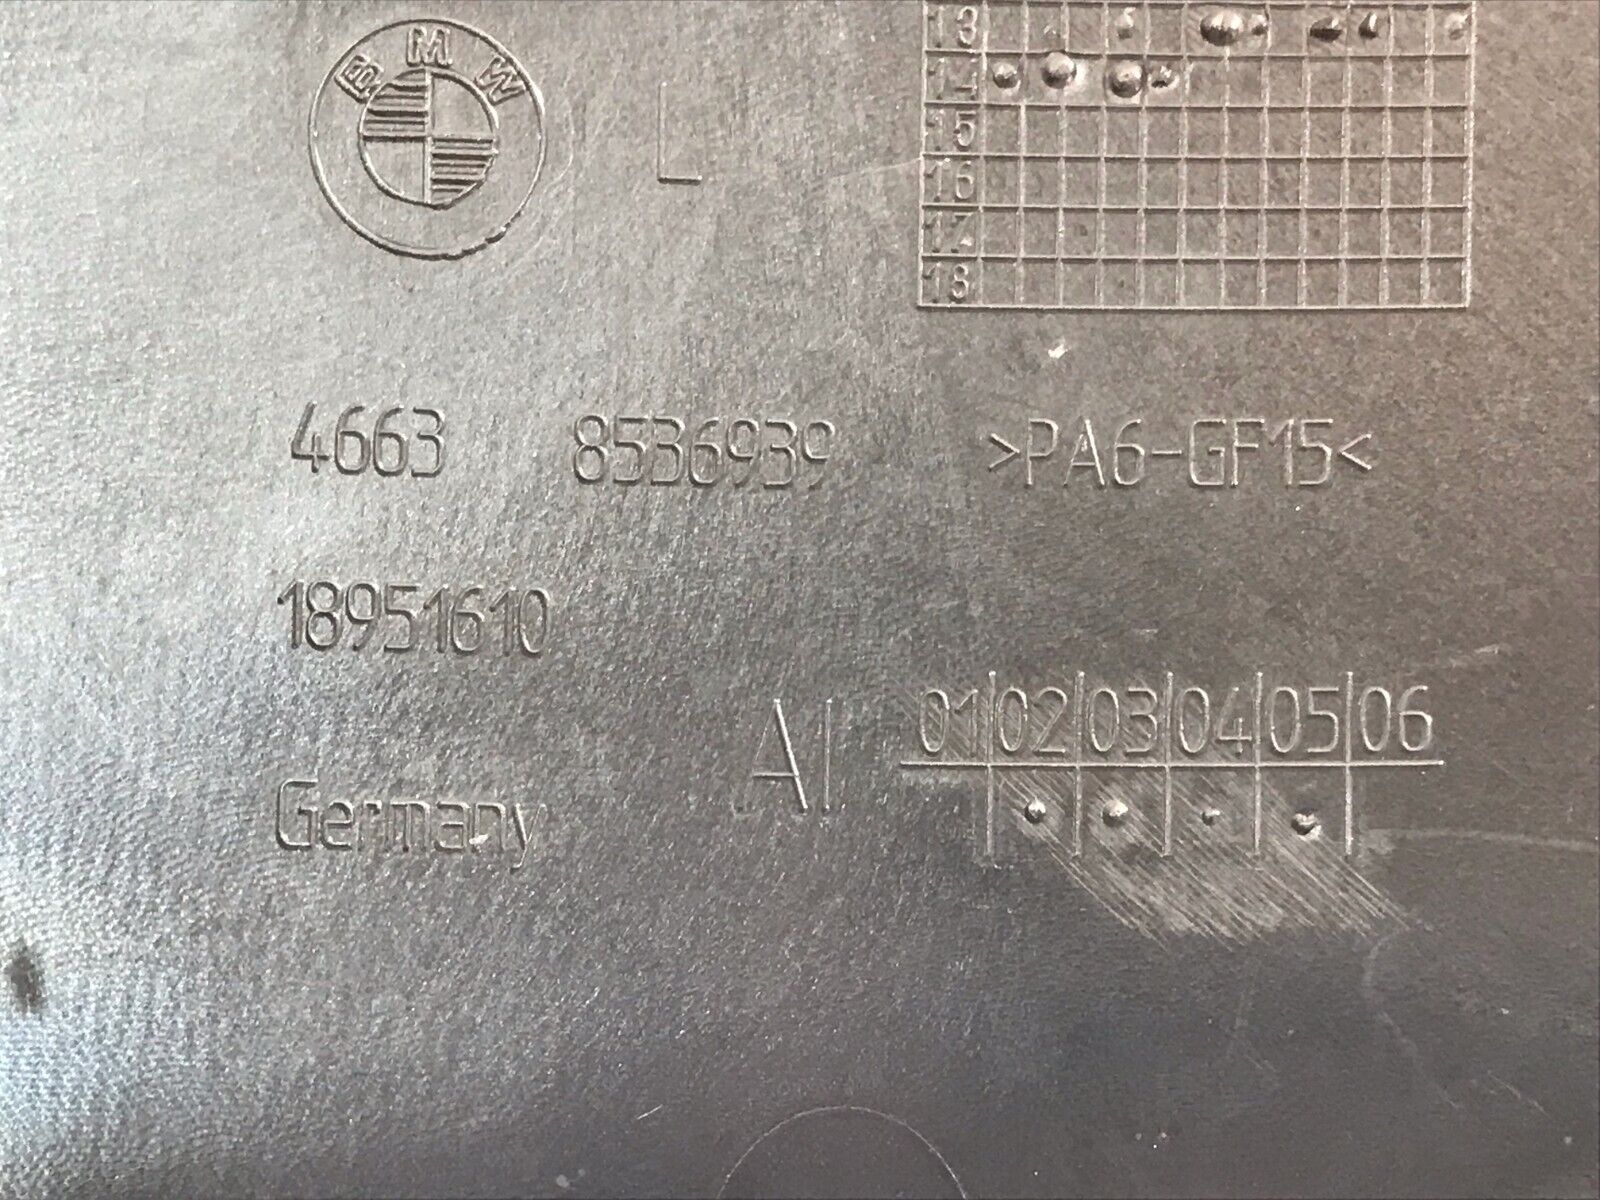 13
BMW
L
14
15
16
17
18
4663 8536939 >PA6-GF15<
18951610
AI 01 02 03 04 05 06
Germany